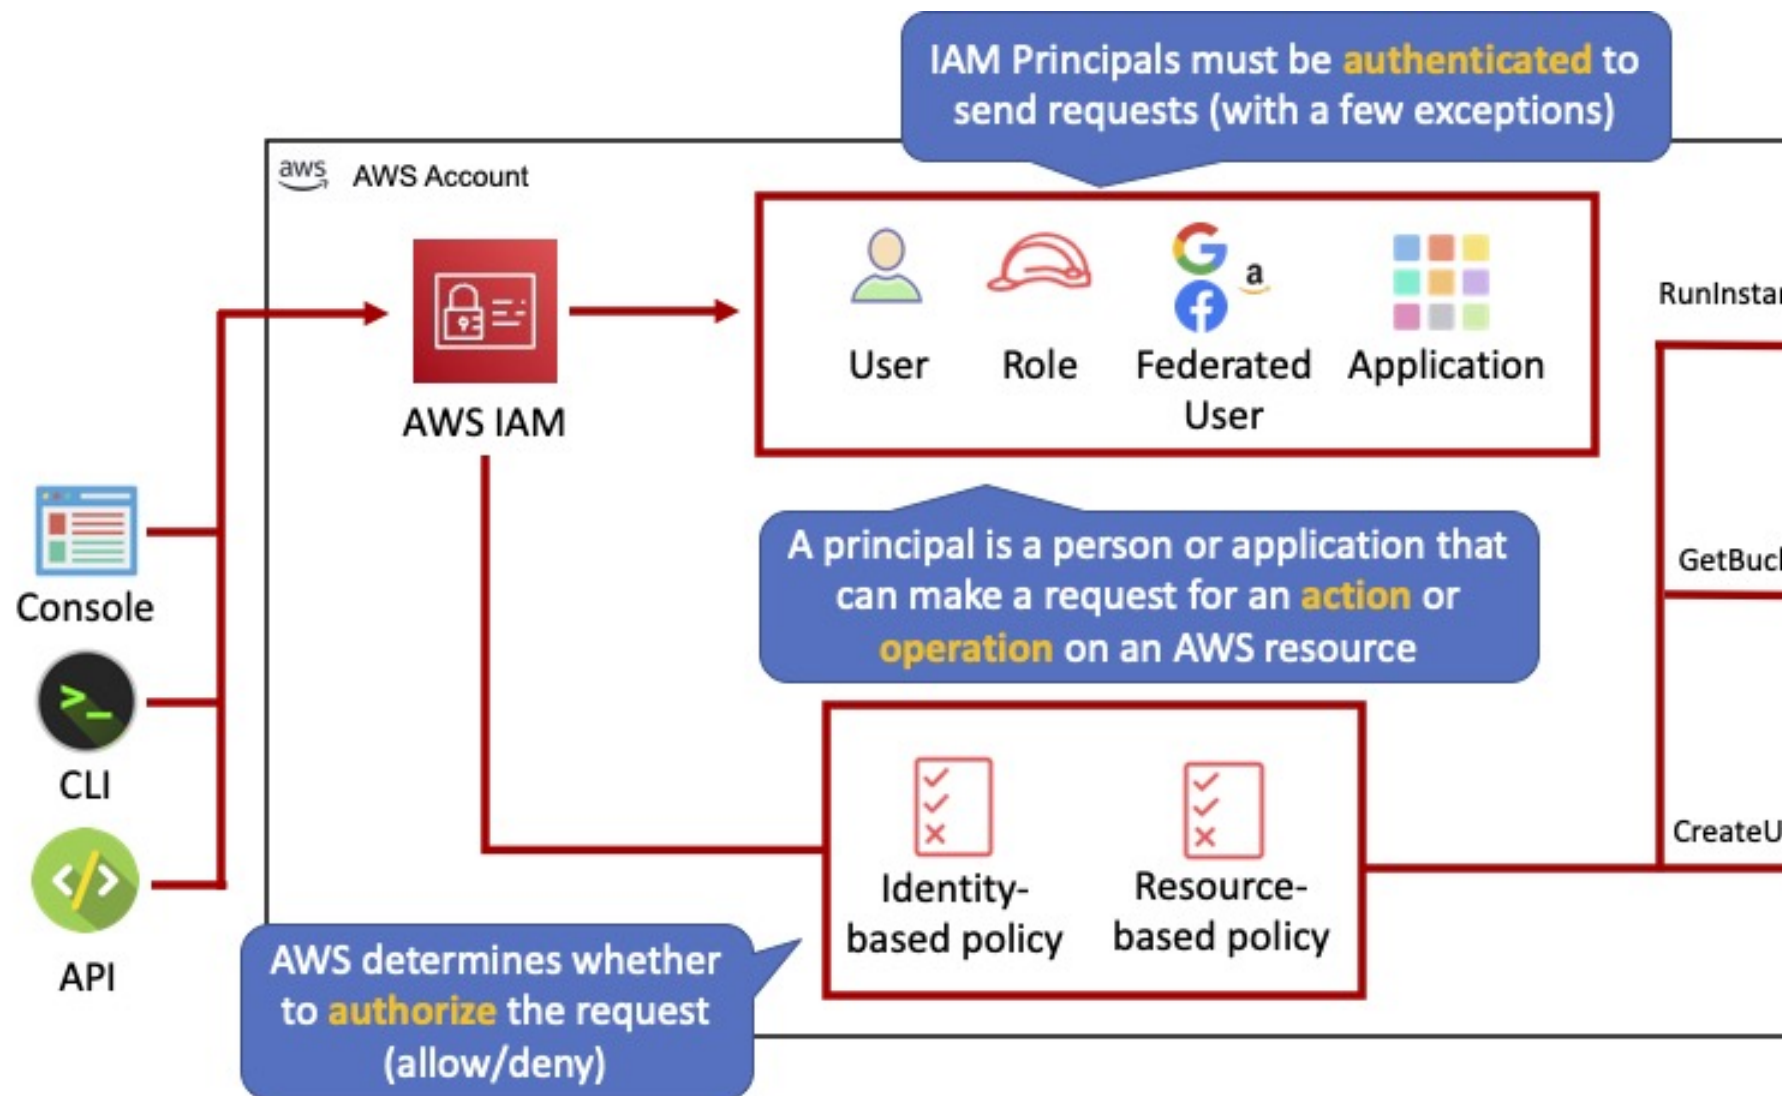 IAM Principals must be authenticated to
send requests (with a few exceptions)
aws
AWS Account
a
User
Role
Federated
User
Application
AWS IAM
A principal is a person or application that
can make a request for an action or
operation on an AWS resource
Console
CLI
API
Identity-
based policy
Resource-
based policy
AWS determines whether
to authorize the request
(allow/deny)